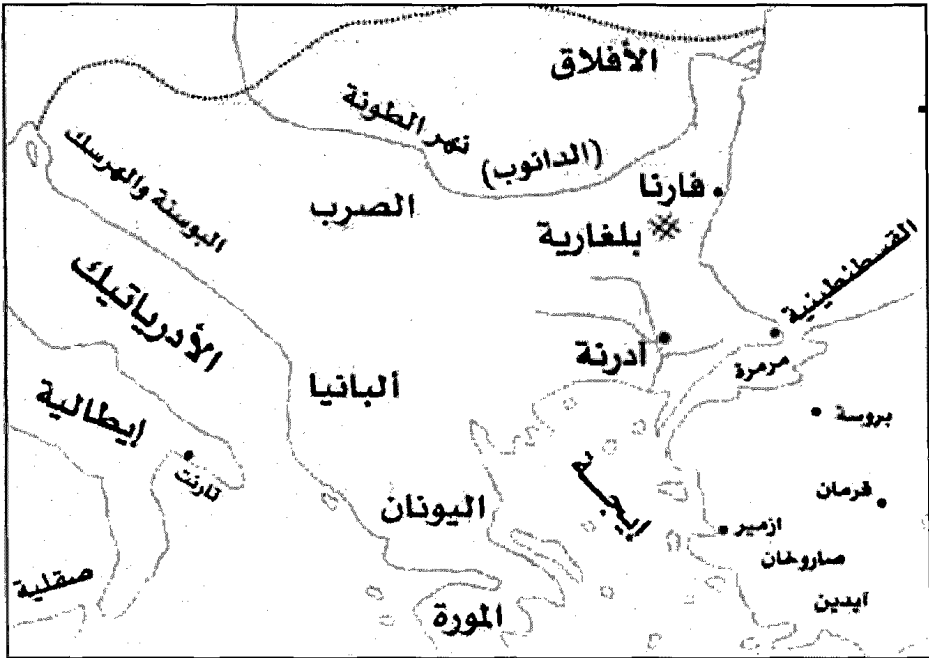 الأفلاق
نهر الطونة
(الدانوب)
البوسنة والهرسك
الصرب
فارنا
بلغارية
القسطنطينية
الأدرياتيك
أدرنة
مرمرة
ألبانيا
إيطالية
بروسة
تارنت
إيجه
قرمان
اليونان
ازمير
صاروخان
صقلية
المورة
آيدين